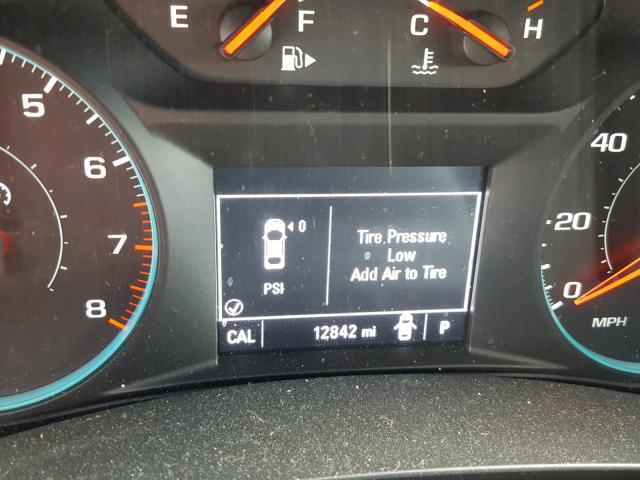 E F C H
5
6
7
8
40
20
0
MPH
0
PSI
Tire Pressure
Low
Add Air to Tire
CAL 12842 mi P